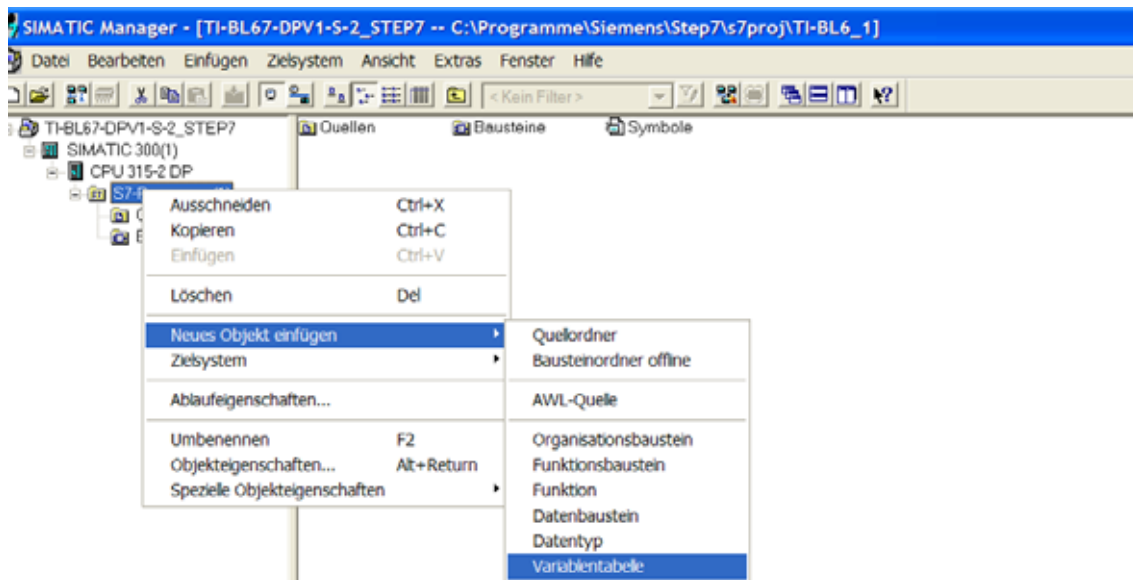 SIMATIC Manager - [TI-BL67-DPV1-S-2_STEP7 -- C:\Programme\Siemens\Step7\s7proj\TI-BL6_1]
Datei Bearbeiten Einfügen Zielsystem Ansicht Extras Fenster Hilfe
< Kein Filter >
TI-BL67-DPV1-S-2_STEP7
SIMATIC 300(1)
CPU 315-2 DP
Quellen Bausteine Symbole
Ausschneiden Ctrl+X
Kopieren Ctrl+C
Einfügen Ctrl+V
Löschen Del
Neues Objekt einfügen
Zielsystem
Ablaufeigenschaften...
Umbenennen F2
Objekteigenschaften... Alt+Return
Spezielle Objekteigenschaften
Quellordner
Bausteinordner offline
AWL-Quelle
Organisationsbaustein
Funktionsbaustein
Funktion
Datenbaustein
Datentyp
Variablentabelle